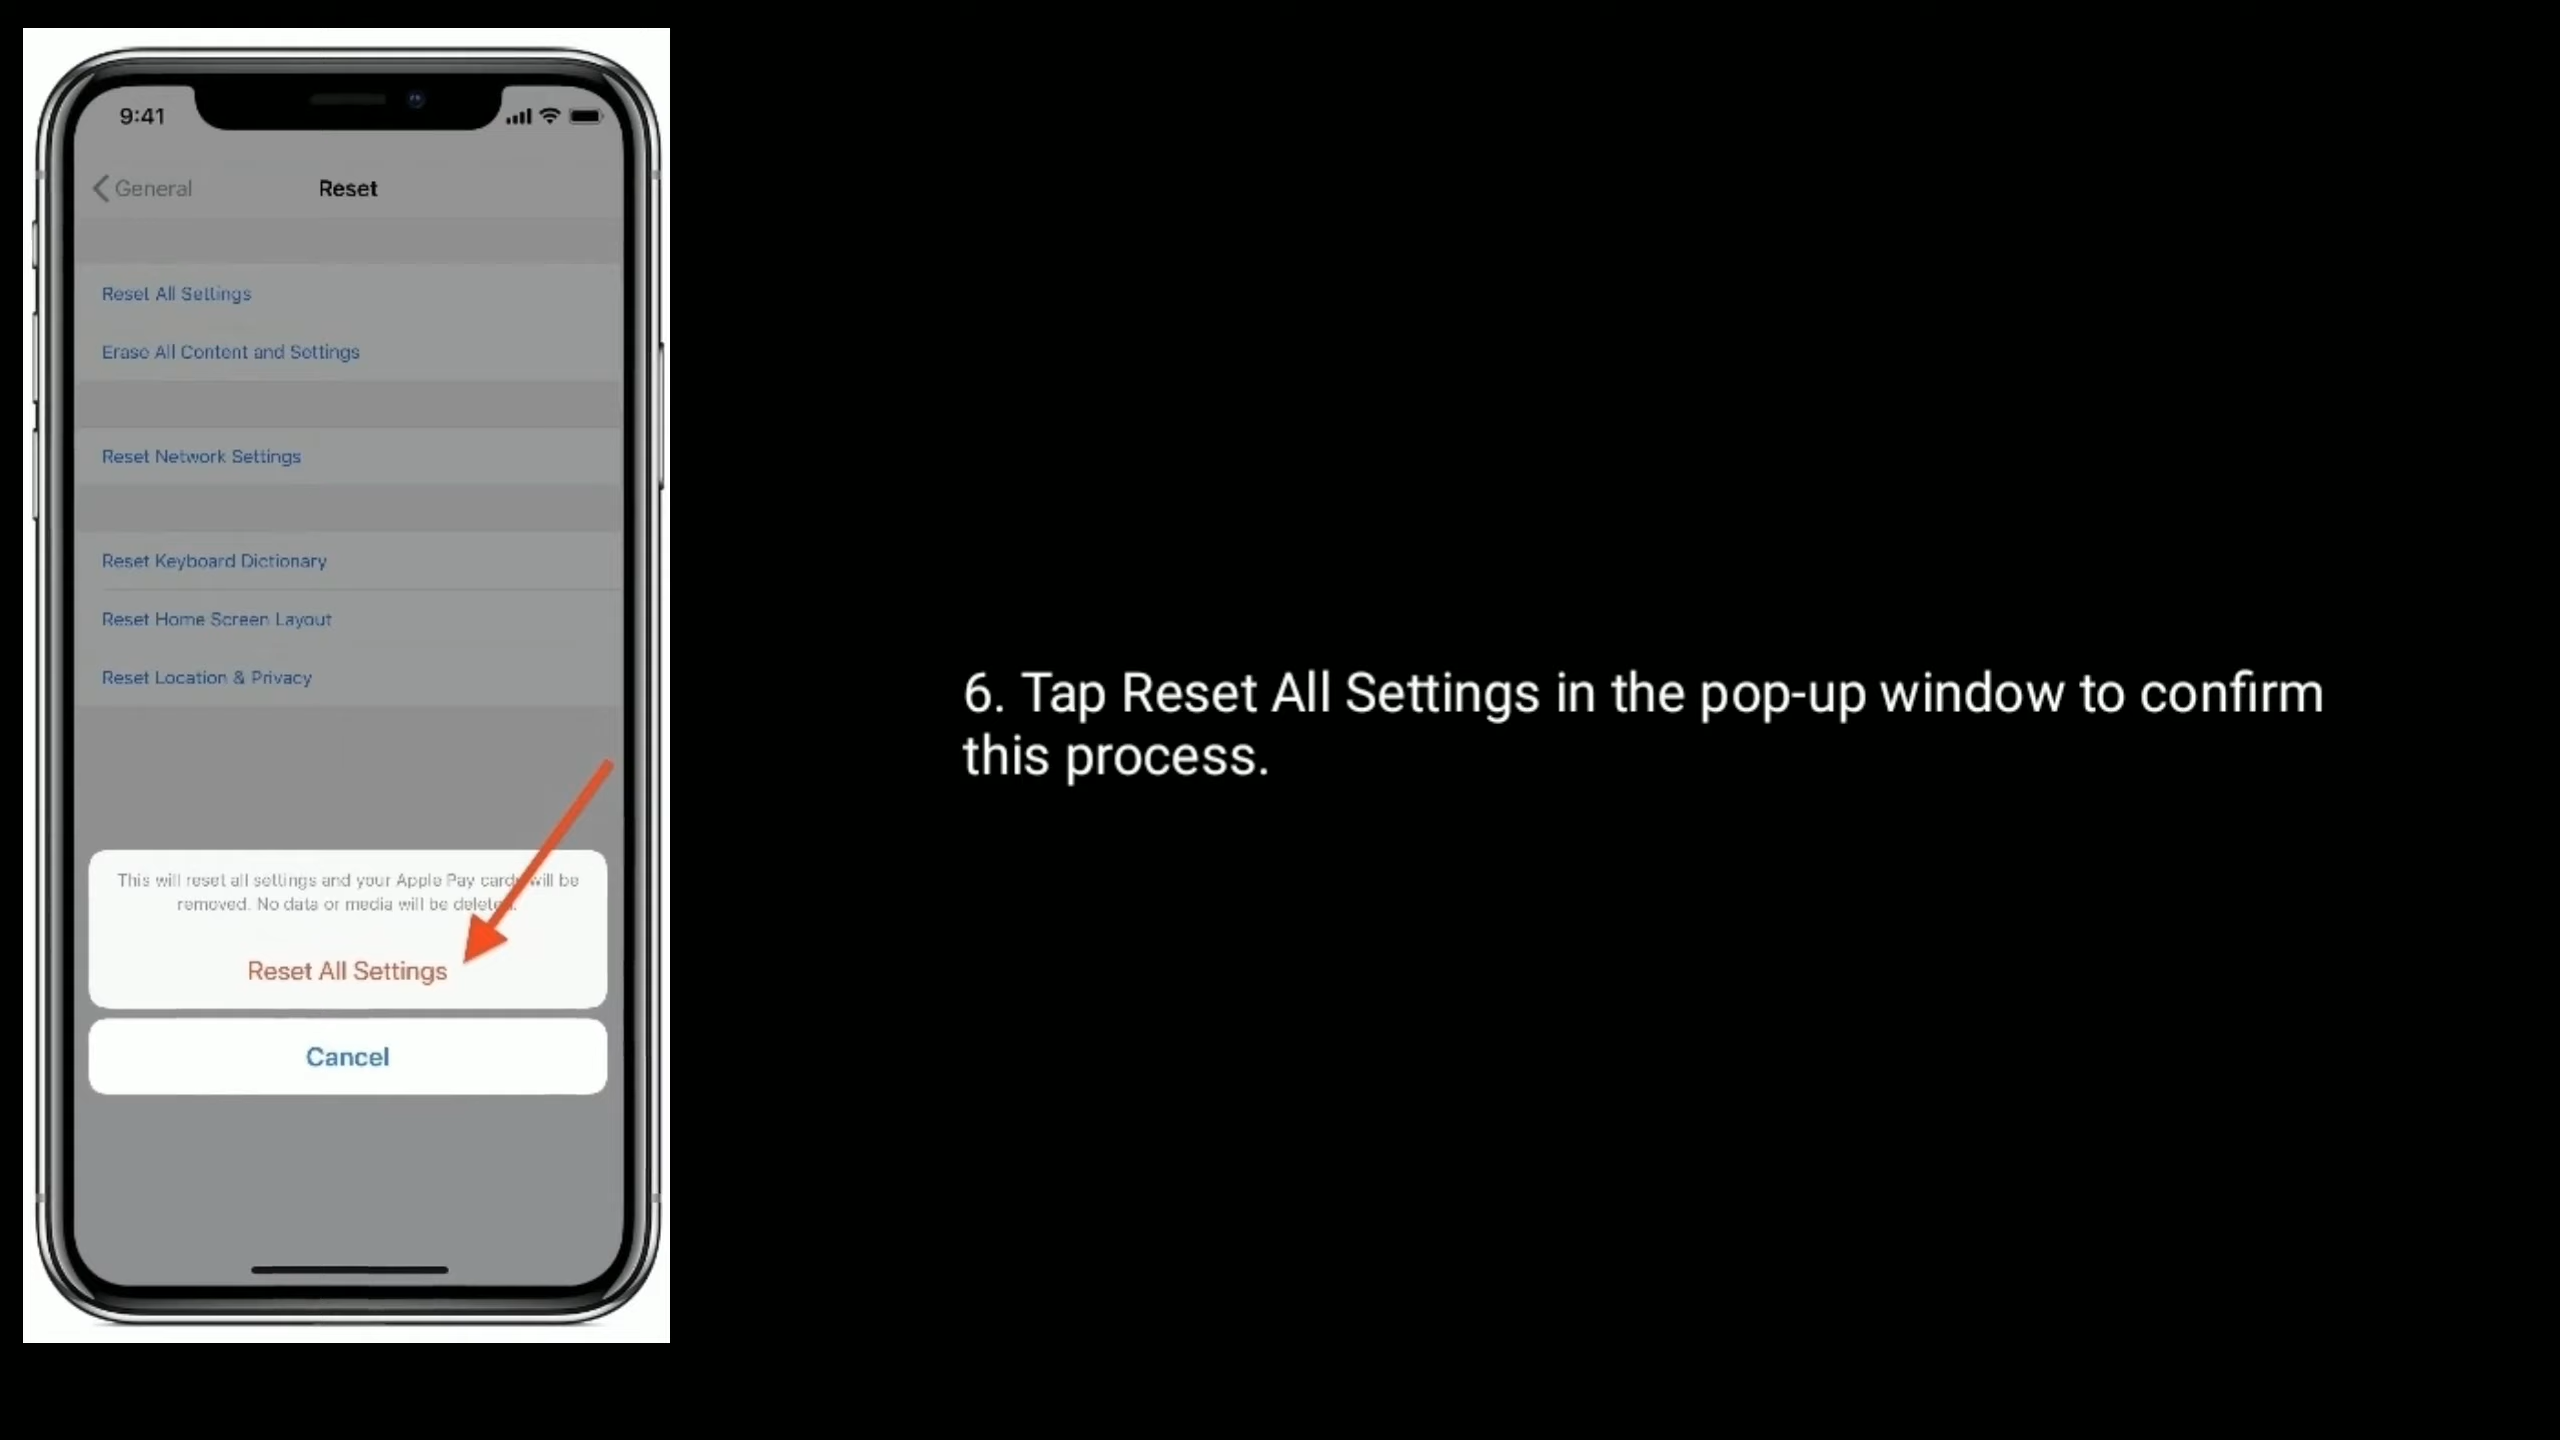 9:41
General
Reset
Reset All Settings
Erase All Content and Settings
Reset Network Settings
Reset Keyboard Dictionary
Reset Home Screen Layout
Reset Location & Privacy
This will reset all settings and your Apple Pay cards will be
removed. No data or media will be deleted.
Reset All Settings
Cancel
6. Tap Reset All Settings in the pop-up window to confirm
this process.